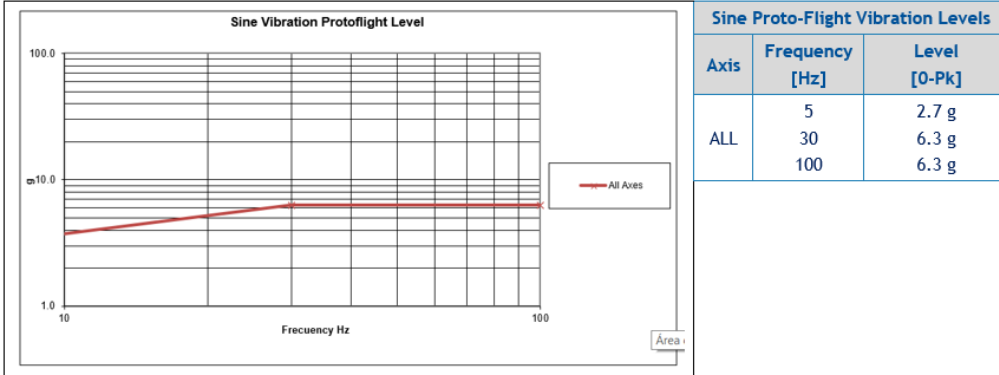 Sine Vibration Protoflight Level
100.0
g
10.0
1.0
10
100
Frecuency Hz
All Axes
Área
Sine Proto-Flight Vibration Levels
Axis
Frequency
[Hz]
Level
[0-Pk]
ALL
5
2.7 g
30
6.3 g
100
6.3 g